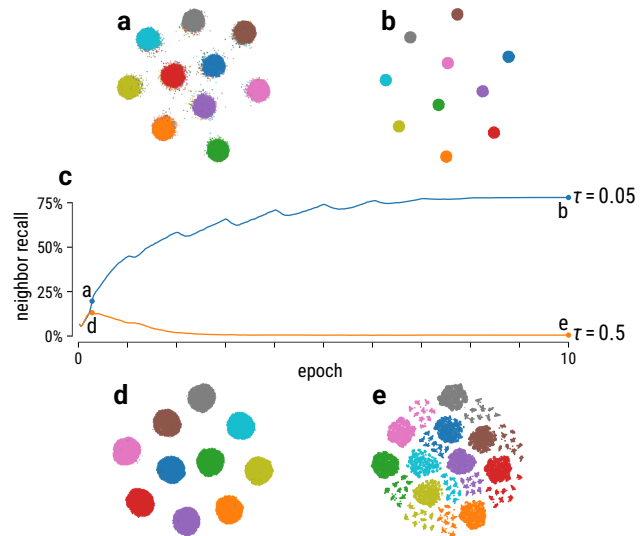 a
b
c
75%
50%
25%
0%
neighbor recall
a
d
b
τ = 0.05
e
τ = 0.5
0
10
epoch
d
e